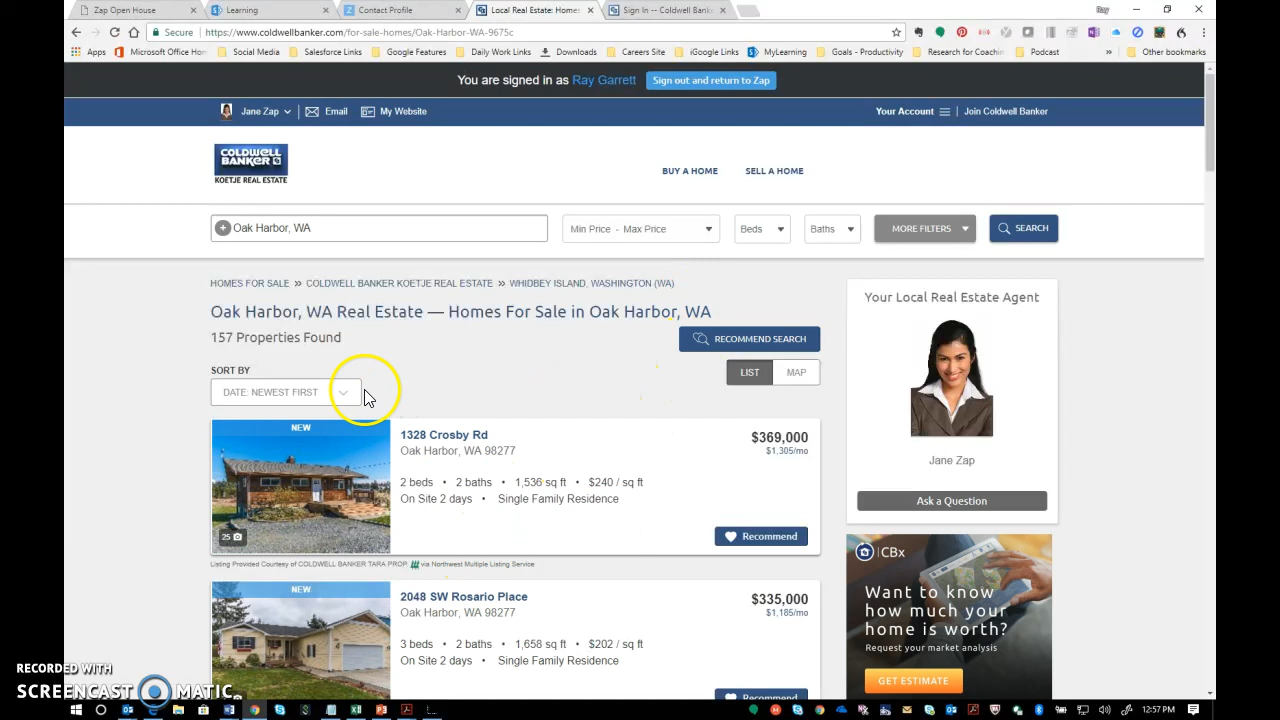 Zap Open House
Learning
Contact Profile
Local Real Estate: Homes
Sign In -- Coldwell Bank
Ray
Secure
https://www.coldwellbanker.com/for-sale-homes/Oak-Harbor-WA-9675c
Apps
Microsoft Office Hom
Social Media
Salesforce Links
Google Features
Daily Work Links
Downloads
Careers Site
iGoogle Links
MyLearning
Goals - Productivity
Research for Coachin
Podcast
Other bookmarks
You are signed in as Ray Garrett
Sign out and return to Zap
Jane Zap
Email
My Website
Your Account
Join Coldwell Banker
COLDWELL
BANKER
KOETJE REAL ESTATE
BUY A HOME
SELL A HOME
Oak Harbor, WA
Min Price - Max Price
Beds
Baths
MORE FILTERS
SEARCH
HOMES FOR SALE » COLDWELL BANKER KOETJE REAL ESTATE » WHIDBEY ISLAND, WASHINGTON (WA)
Oak Harbor, WA Real Estate — Homes For Sale in Oak Harbor, WA
157 Properties Found
RECOMMEND SEARCH
SORT BY
LIST
MAP
DATE: NEWEST FIRST
NEW
1328 Crosby Rd
$369,000
Oak Harbor, WA 98277
$1,305/mo
2 beds • 2 baths • 1,536 sq ft • $240 / sq ft
On Site 2 days • Single Family Residence
25
Recommend
Listing Provided Courtesy of COLDWELL BANKER TARA PROP. via Northwest Multiple Listing Service
NEW
2048 SW Rosario Place
$335,000
Oak Harbor, WA 98277
$1,185/mo
3 beds • 2 baths • 1,658 sq ft • $202 / sq ft
On Site 2 days • Single Family Residence
Recommend
Your Local Real Estate Agent
Jane Zap
Ask a Question
CBx
Want to know
how much your
home is worth?
Request your market analysis
GET ESTIMATE
RECORDED WITH
SCREENCAST MATIC
12:57 PM